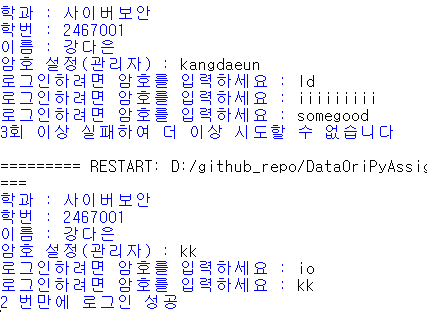 학과 : 사이버보안
학번 : 2467001
이름 : 강다은
암호 설정(관리자) : kangdaeun
로그인하려면 암호를 입력하세요 : ld
로그인하려면 암호를 입력하세요 : iiiiiiiii
로그인하려면 암호를 입력하세요 : somegood
3회 이상 실패하여 더 이상 시도할 수 없습니다
========= RESTART: D:/github_repo/DataOriPyAssig
===
학과 : 사이버보안
학번 : 2467001
이름 : 강다은
암호 설정(관리자) : kk
로그인하려면 암호를 입력하세요 : io
로그인하려면 암호를 입력하세요 : kk
2 번만에 로그인 성공